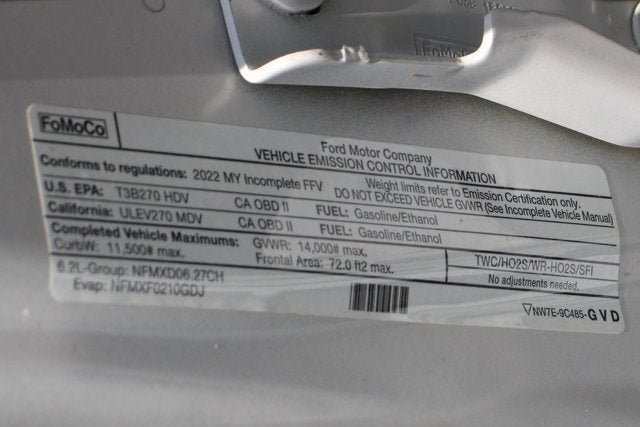 FoMoCo
FoMoCo
Ford Motor Company
VEHICLE EMISSION CONTROL INFORMATION
Conforms to regulations: 2022 MY Incomplete FFV
Weight limits refer to Emission Certification only.
DO NOT EXCEED VEHICLE GVWR (See Incomplete Vehicle Manual)
U.S. EPA: T3B270 HDV CA OBD II FUEL: Gasoline/Ethanol
California: ULEV270 MDV CA OBD II FUEL: Gasoline/Ethanol
Completed Vehicle Maximums: GVWR: 14,000# max.
CurbW: 11,500# max. Frontal Area: 72.0 ft2 max.
TWC/HO2S/WR-HO2S/SFI
No adjustments needed.
6.2L-Group: NFMXD06.27CH
Evap: NFMXF0210GDJ
NW7E-9C485-GVD